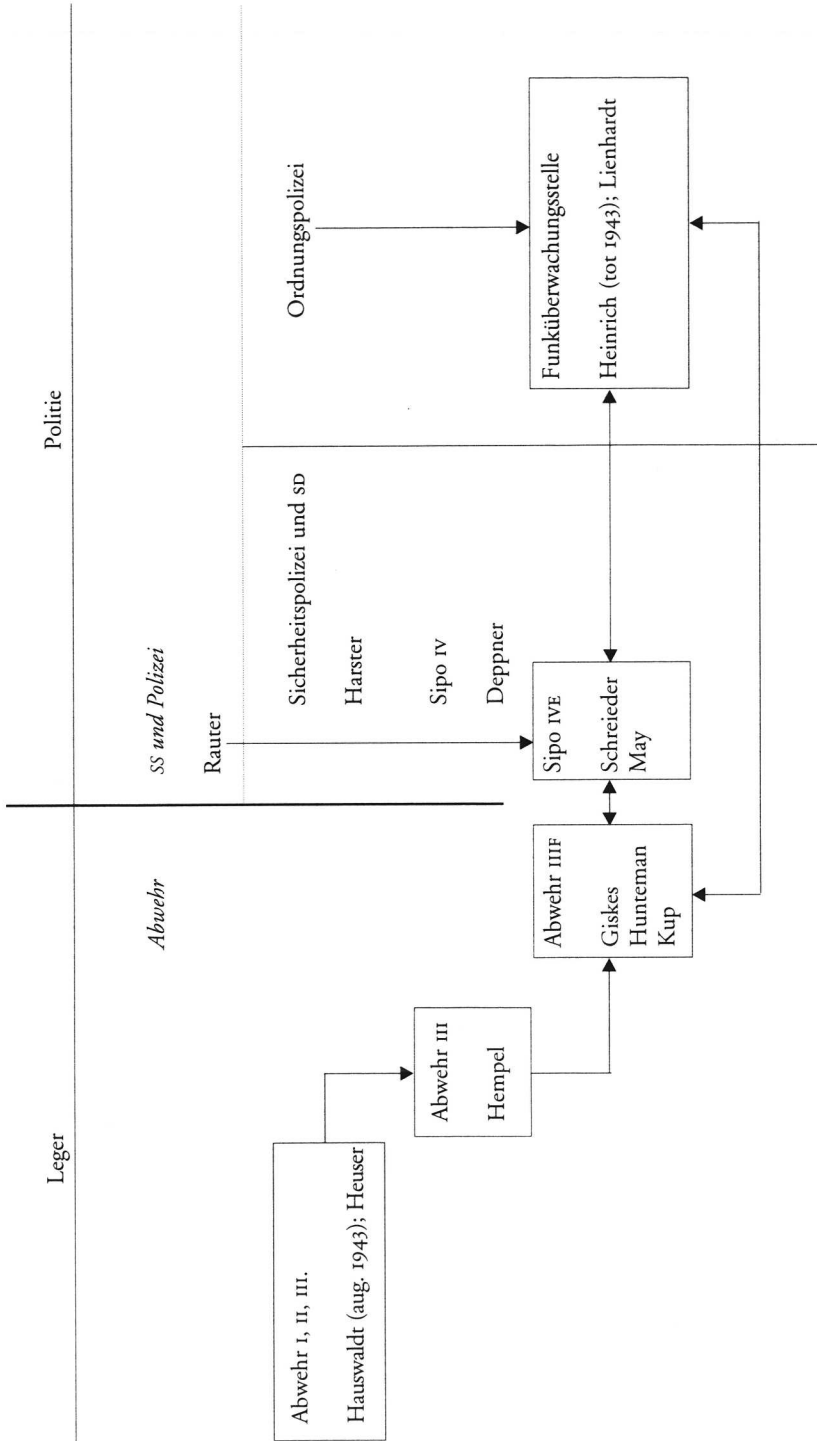 Leger
Politie
Abwehr
SS und Polizei
Rauter
Abwehr I, II, III.
Hauswaldt (aug. 1943); Heuser
Abwehr III
Hempel
Abwehr IIIF
Giskes
Hunteman
Kup
Sicherheitspolizei und SD
Harster
Sipo IV
Deppner
Sipo IVE
Schreieder
May
Ordnungspolizei
Funküberwachungsstelle
Heinrich (tot 1943); Lienhardt